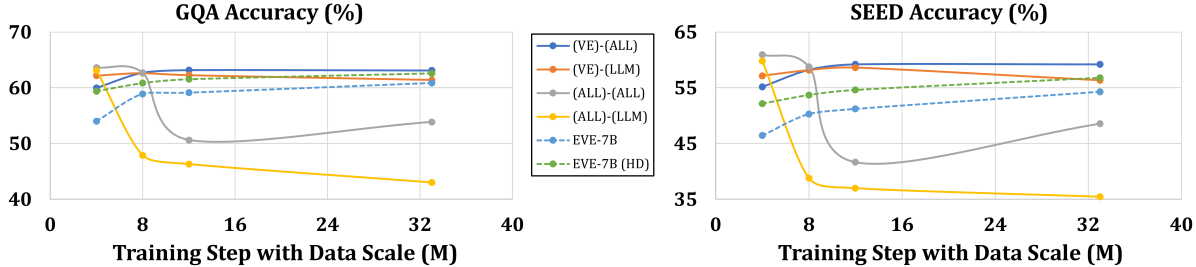 GQA Accuracy (%)
70
60
50
40
0
8
16
24
32
40
Training Step with Data Scale (M)
(VE)-(ALL)
(VE)-(LLM)
(ALL)-(ALL)
(ALL)-(LLM)
EVE-7B
EVE-7B (HD)
SEED Accuracy (%)
65
55
45
35
0
8
16
24
32
40
Training Step with Data Scale (M)